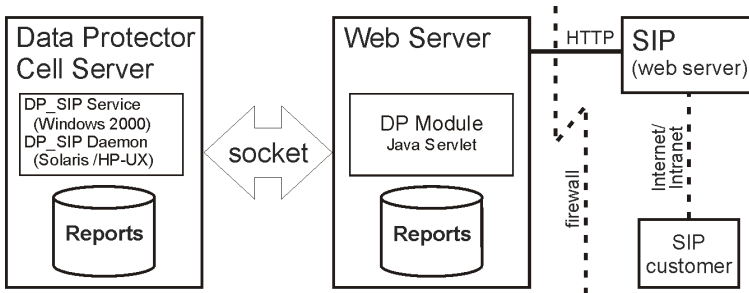 Data Protector
Cell Server
DP_SIP Service
(Windows 2000)
DP_SIP Daemon
(Solaris /HP-UX)
Reports
socket
Web Server
DP Module
Java Servlet
Reports
HTTP
firewall
SIP
(web server)
Internet/
Intranet
SIP
customer